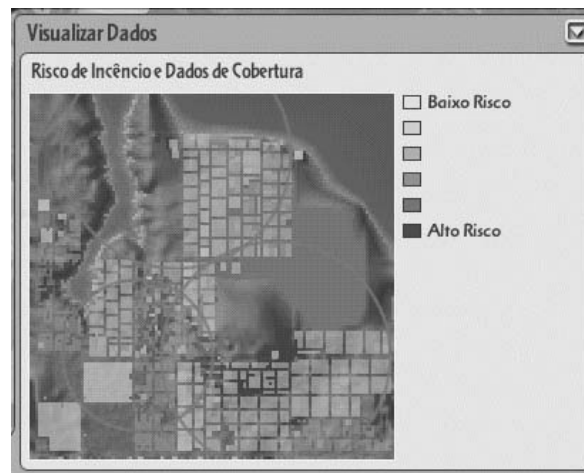 Visualizar Dados
Risco de Incêncio e Dados de Cobertura
Baixo Risco
Alto Risco